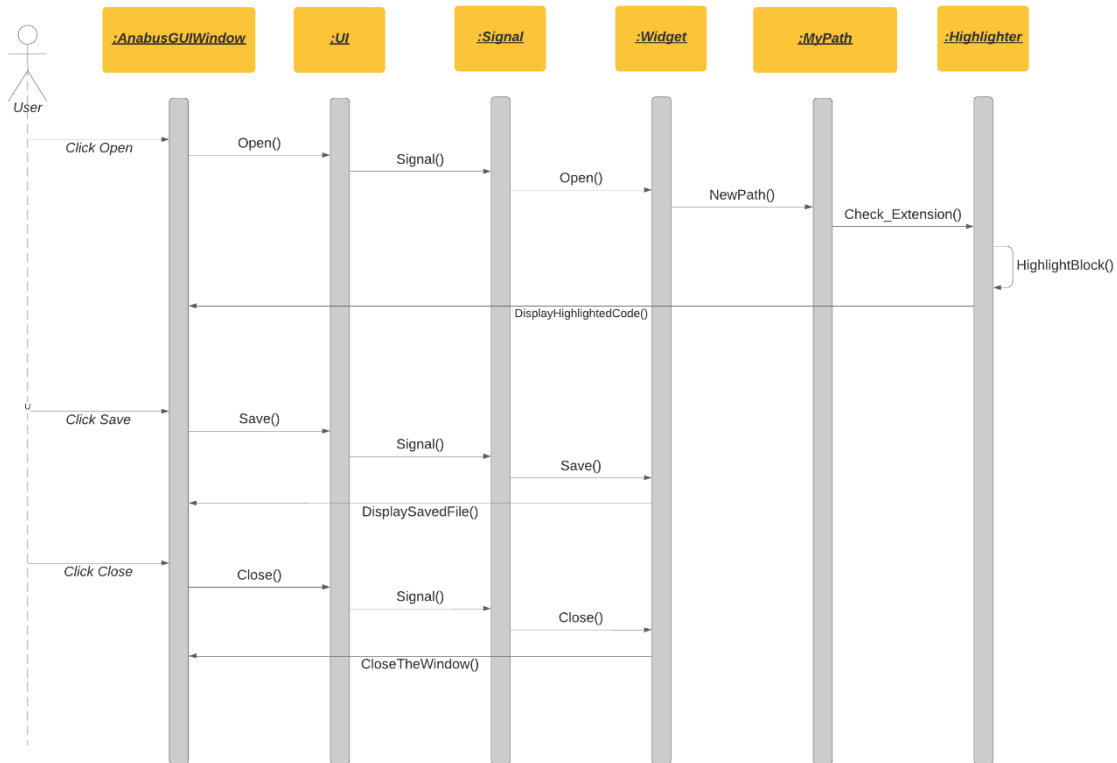 :AnabusGUIWindow
:UI
:Signal
:Widget
:MyPath
:Highlighter
User
Click Open
Open()
Signal()
Open()
NewPath()
Check_Extension()
HighlightBlock()
DisplayHighlightedCode()
Click Save
Save()
Signal()
Save()
DisplaySavedFile()
Click Close
Close()
Signal()
Close()
CloseTheWindow()